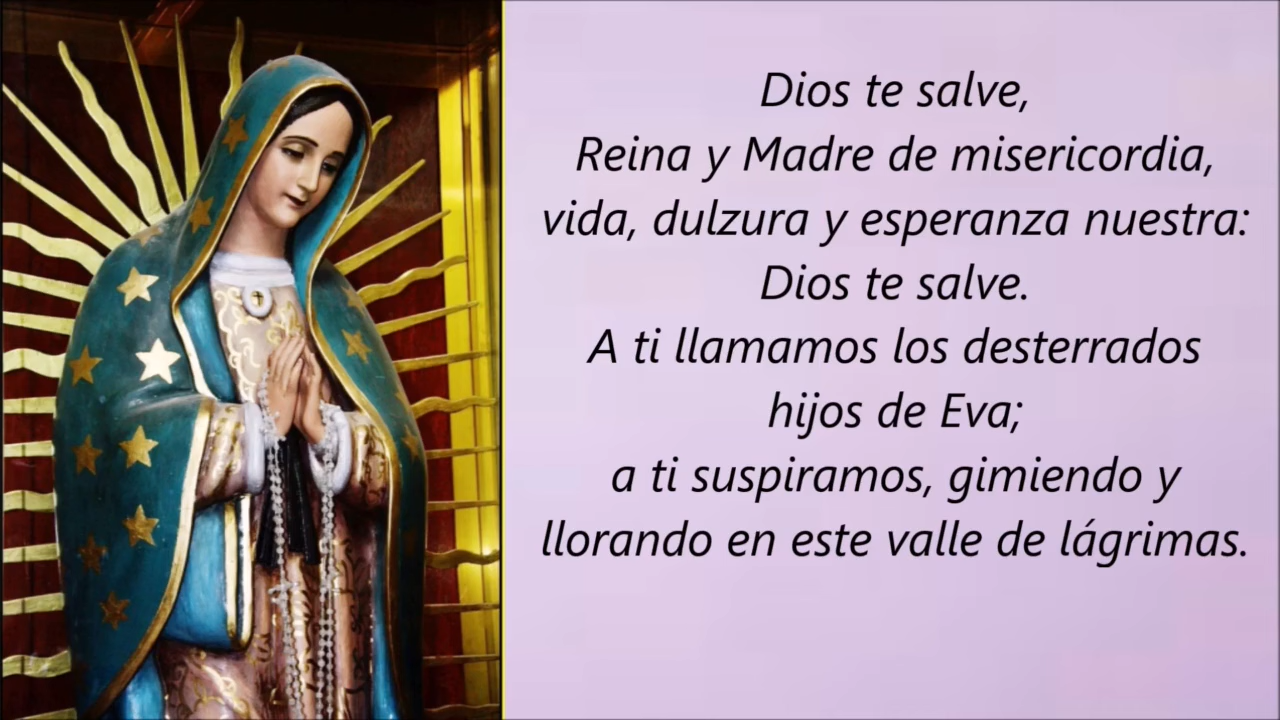 Dios te salve,
Reina y Madre de misericordia,
vida, dulzura y esperanza nuestra:
Dios te salve.
A ti llamamos los desterrados
hijos de Eva;
a ti suspiramos, gimiendo y
llorando en este valle de lágrimas.